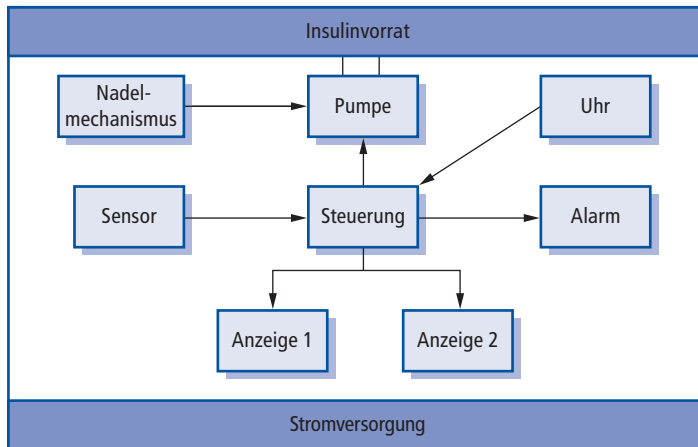 Insulinvorrat
Nadel-
mechanismus
Pumpe
Uhr
Sensor
Steuerung
Alarm
Anzeige 1
Anzeige 2
Stromversorgung